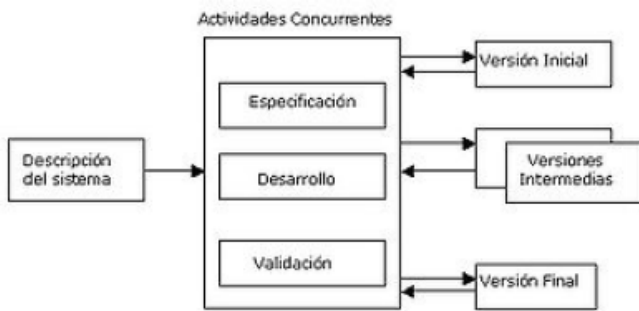 Actividades Concurrentes
Descripción
del sistema
Especificación
Desarrollo
Validación
Versión Inicial
Versiones
Intermedias
Versión Final